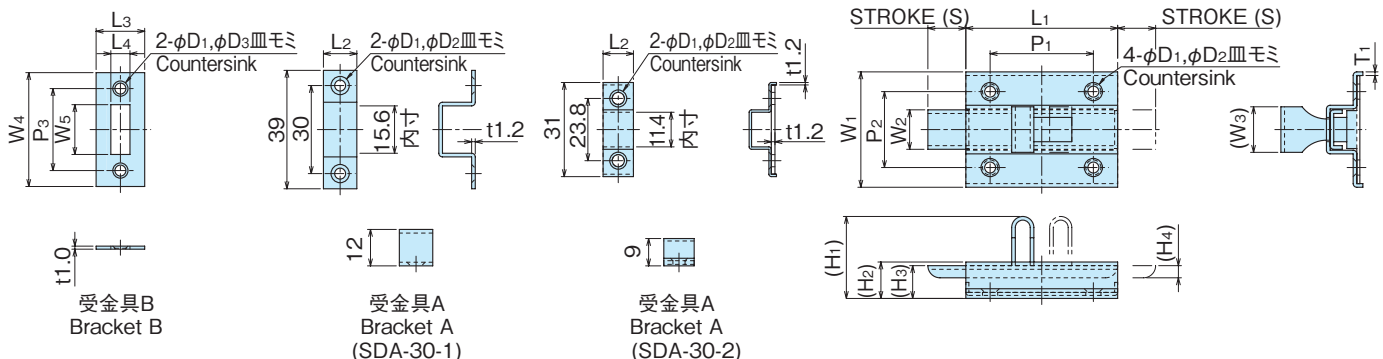 L3
L4
2-φD1,φD3皿モミ
Countersink
W4
P3
W5
t1.0
受金具B
Bracket B
L2
2-φD1,φD2皿モミ
Countersink
39
30
15.6
内寸
t1.2
12
受金具A
Bracket A
(SDA-30-1)
L2
2-φD1,φD2皿モミ
Countersink
t1.2
31
23.8
11.4
内寸
t1.2
9
受金具A
Bracket A
(SDA-30-2)
STROKE (S)
L1
STROKE (S)
P1
4-φD1,φD2皿モミ
Countersink
W1
P2
W2
(W3)
T1
(H1)
(H2)
(H3)
(H4)